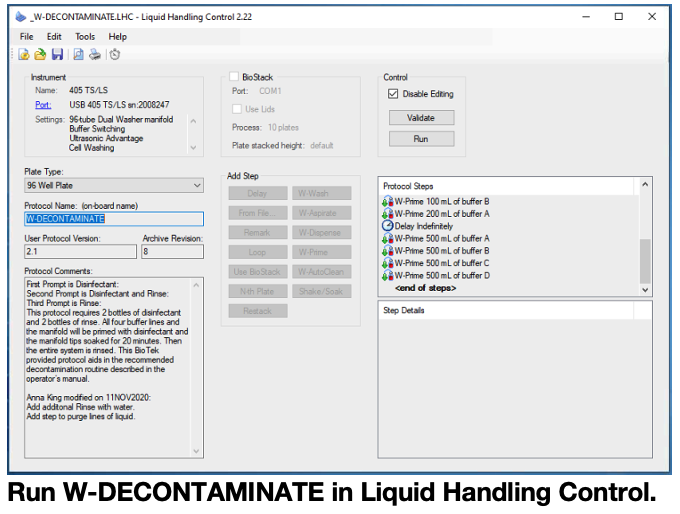 _W-DECONTAMINATE.LHC - Liquid Handling Control 2.22
File Edit Tools Help
Instrument
Name: 405 TS/LS
Port: USB 405 TS/LS sn:2008247
Settings: 96-tube Dual Washer manifold
Buffer Switching
Ultrasonic Advantage
Cell Washing
BioStack
Port: COM1
Use Lids
Process: 10 plates
Plate stacked height: default
Control
Disable Editing
Validate
Run
Plate Type:
96 Well Plate
Protocol Name: (on-board name)
W-DECONTAMINATE
User Protocol Version: Archive Revision:
2.1 8
Protocol Comments:
First Prompt is Disinfectant:
Second Prompt is Disinfectant and Rinse:
Third Prompt is Rinse:
This protocol requires 2 bottles of disinfectant
and 2 bottles of rinse. All four buffer lines and
the manifold will be primed with disinfectant and
the manifold tips soaked for 20 minutes. Then
the entire system is rinsed. This BioTek
provided protocol aids in the recommended
decontamination routine described in the
operator's manual.
Anna King modified on 11NOV2020:
Add additonal Rinse with water.
Add step to purge lines of liquid.
Add Step
Delay W-Wash
From File... W-Aspirate
Remark W-Dispense
Loop W-Prime
Use BioStack W-AutoClean
Nth Plate Shake/Soak
Restack
Protocol Steps
W-Prime 100 mL of buffer B
W-Prime 200 mL of buffer A
Delay Indefinitely
W-Prime 500 mL of buffer A
W-Prime 500 mL of buffer B
W-Prime 500 mL of buffer C
W-Prime 500 mL of buffer D
<end of steps>
Step Details
Run W-DECONTAMINATE in Liquid Handling Control.